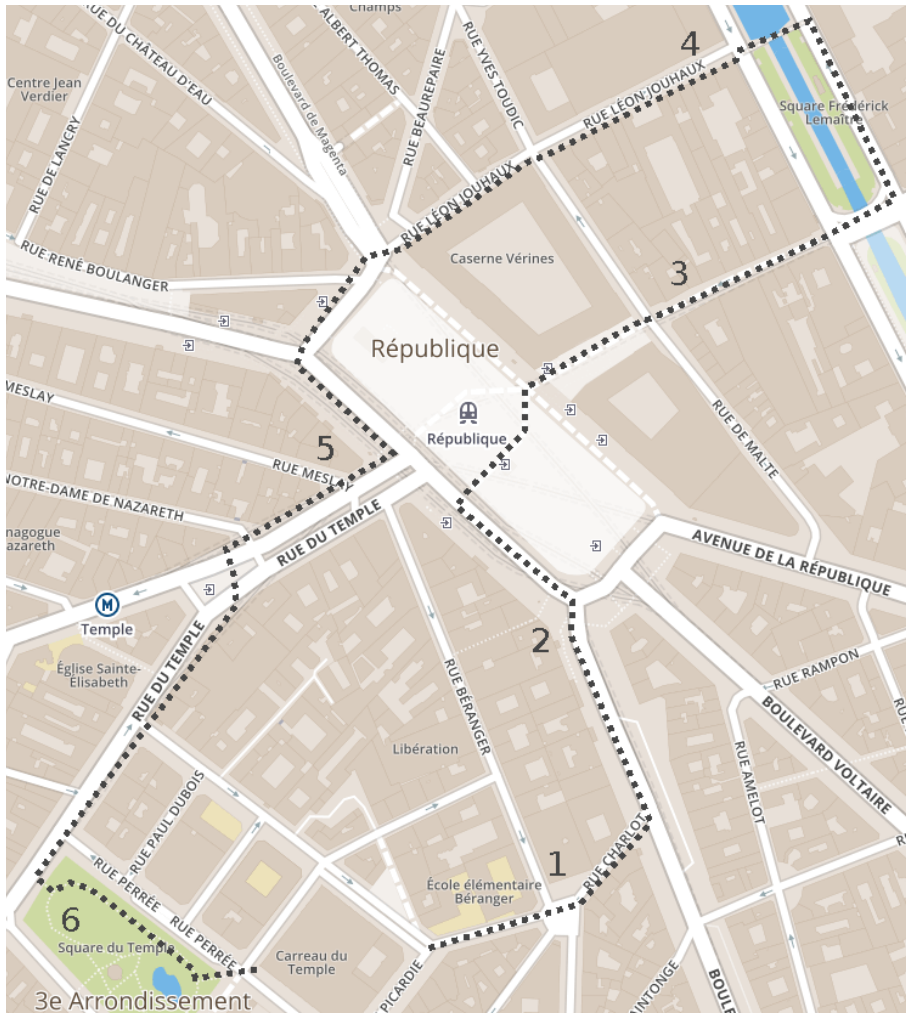 Champs
RUE DU CHÂTEAU D'EAU
RUE ALBERT THOMAS
RUE BEAUREPAIRE
RUE YVES TOUDIC
4
Boulevard de Magenta
Centre Jean
Verdier
RUE DE LANCRY
RUE LÉON-JOUHAUX
Square Frédérick
Lemaître
RUE LÉON JOUHAUX
RUE RENÉ BOULANGER
Caserne Vérines
3
République
MESLAY
République
RUE DE MALTE
5
RUE MESLAY
NOTRE-DAME DE NAZARETH
RUE DU TEMPLE
nagogue
azareth
AVENUE DE LA RÉPUBLIQUE
M
Temple
2
Église Sainte-
Élisabeth
RUE DU TEMPLE
RUE BÉRANGER
RUE RAMPON
BOULEVARD VOLTAIRE
Libération
RUE AMELOT
RUE PAUL DUBOIS
1
RUE CHARLOT
RUE PERRÉE
École élémentaire
Béranger
6
RUE PERRÉE
Square du Temple
Carreau du
Temple
PICARDIE
AINTONGE
BOULE
3e Arrondissement